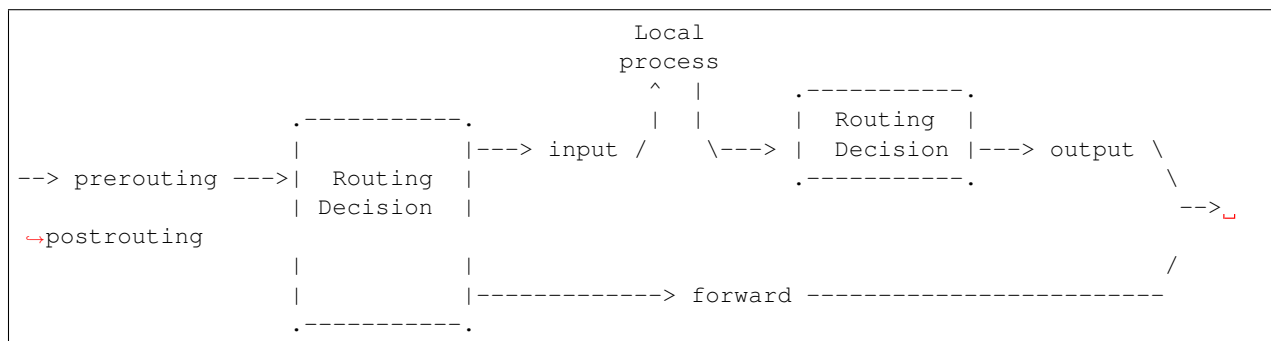 Local
                                            process
                                              ^  |      .-----------.
                   .-----------.              |  |      |  Routing  |
                   |           |---> input /    \---> |  Decision |---> output \
--> prerouting --->|  Routing  |                        .-----------.             \
                   | Decision  |                                                   -->␣
↪postrouting
                   |           |                                                  /
                   |           |-------------> forward -------------------------
                   .-----------.